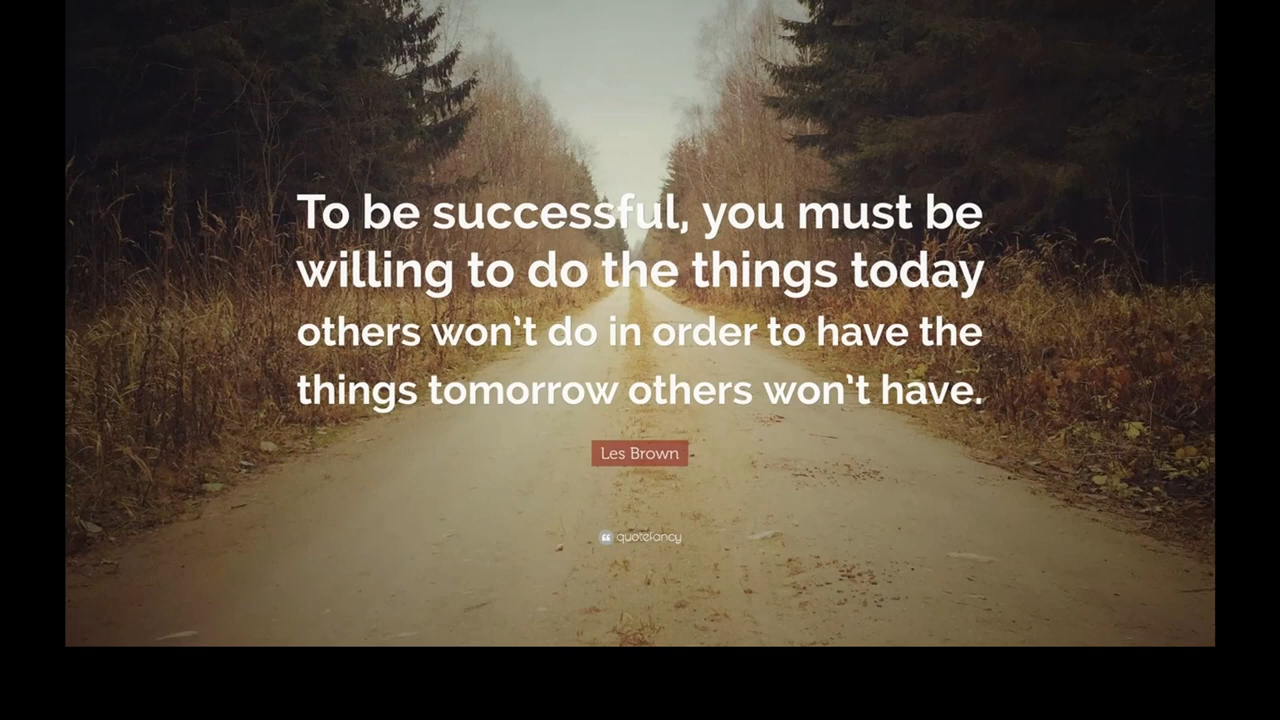 To be successful, you must be
willing to do the things today
others won’t do in order to have the
things tomorrow others won’t have.
Les Brown
quotefancy